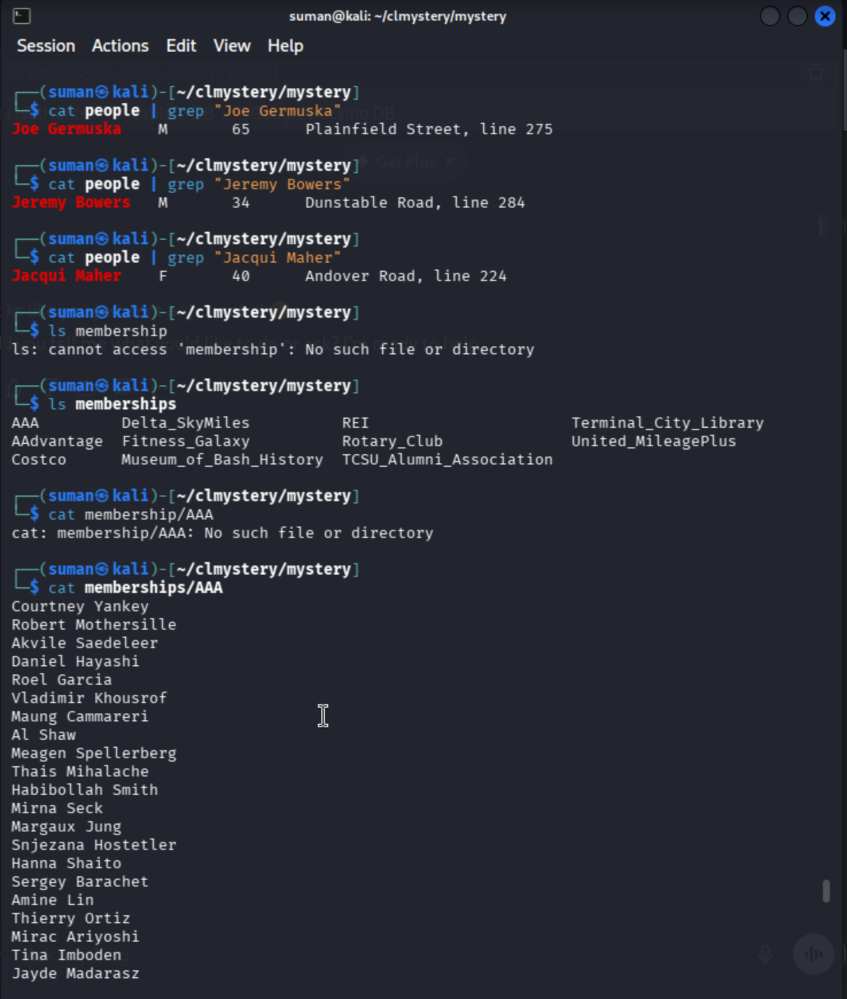 suman@kali: ~/clmystery/mystery
Session Actions Edit View Help
┌──(suman㉿kali)-[~/clmystery/mystery]
└─$ cat people | grep "Joe Germuska"
Joe Germuska    M       65      Plainfield Street, line 275
┌──(suman㉿kali)-[~/clmystery/mystery]
└─$ cat people | grep "Jeremy Bowers"
Get Plus ×
Jeremy Bowers   M       34      Dunstable Road, line 284
┌──(suman㉿kali)-[~/clmystery/mystery]
└─$ cat people | grep "Jacqui Maher"
Jacqui Maher    F       40      Andover Road, line 224
┌──(suman㉿kali)-[~/clmystery/mystery]
└─$ ls membership
ls: cannot access 'membership': No such file or directory
┌──(suman㉿kali)-[~/clmystery/mystery]
└─$ ls memberships
AAA         Delta_SkyMiles          REI                      Terminal_City_Library
AAdvantage  Fitness_Galaxy          Rotary_Club              United_MileagePlus
Costco      Museum_of_Bash_History  TCSU_Alumni_Association
┌──(suman㉿kali)-[~/clmystery/mystery]
└─$ cat membership/AAA
cat: membership/AAA: No such file or directory
┌──(suman㉿kali)-[~/clmystery/mystery]
└─$ cat memberships/AAA
Courtney Yankey
Robert Mothersille
Akvile Saedeleer
Daniel Hayashi
Roel Garcia
Vladimir Khousrof
Maung Cammareri
Al Shaw
Meagen Spellerberg
Thais Mihalache
Habibollah Smith
Mirna Seck
Margaux Jung
Snjezana Hostetler
Hanna Shaito
Sergey Barachet
Amine Lin
Thierry Ortiz
Mirac Ariyoshi
Tina Imboden
Jayde Madarasz